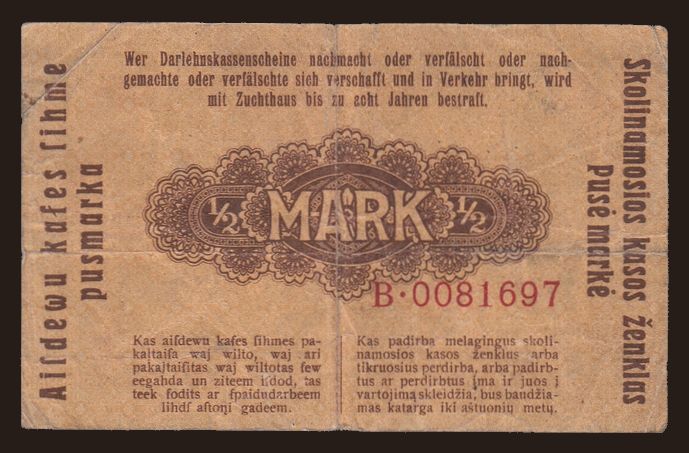 Wer Darlehnskassenscheine nachmacht oder verfälscht oder nach-
gemachte oder verfälschte sich verschafft und in Verkehr bringt, wird
mit Zuchthaus bis zu acht Jahren bestraft.
Aiſdewu kaſes ſihme
pusmarka
½ MARK ½
B·0081697
Skolinamosios kasos ženklas
Pusė markė
Kas aiſdewu kaſes ſihmes pa-
kaltaiſa waj wilto, waj ari
pakaltaiſitas waj wiltotas ſew
eegahda un ziteem iſdod, tas
teek ſodits ar ſpaidudarbeem
lihdſ aſtoņi gadeem.
Kas padirba melagingus skoli-
namosios kasos ženklus arba
tikruosius perdirba, arba padirb-
tus ar perdirbtus ima ir juos į
vartojimą skleidžia, bus baudžia-
mas katarga iki aštuonių metų.